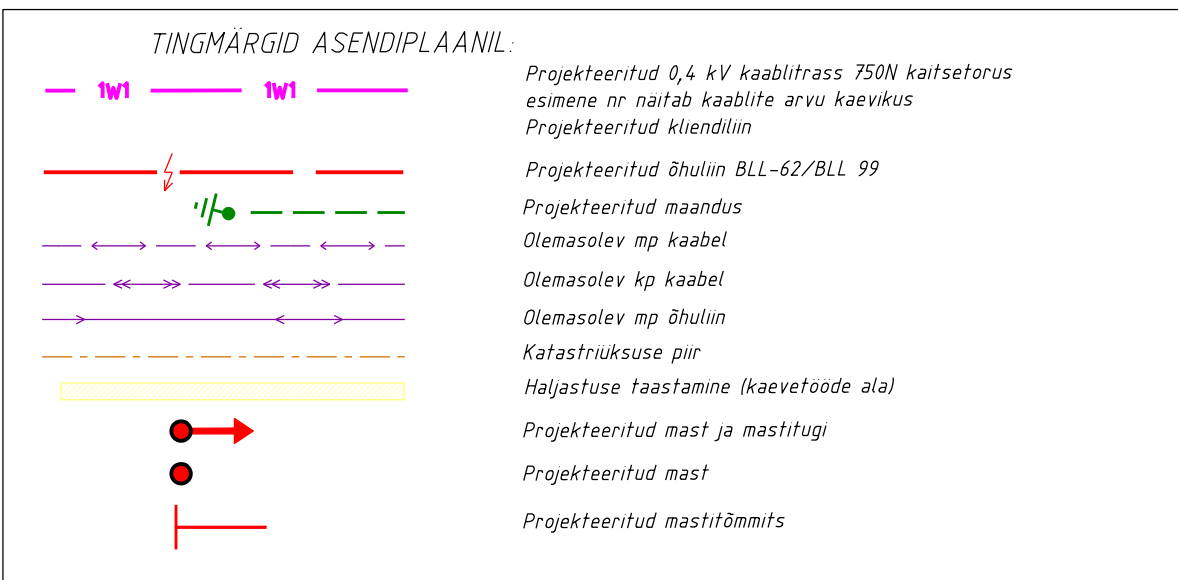 TINGMÄRGID ASENDIPLAANIL:
1W1 1W1
Projekteeritud 0,4 kV kaablitrass 750N kaitsetorus
esimene nr näitab kaablite arvu kaevikus
Projekteeritud kliendiliin
Projekteeritud õhuliin BLL-62/BLL 99
Projekteeritud maandus
Olemasolev mp kaabel
Olemasolev kp kaabel
Olemasolev mp õhuliin
Katastriüksuse piir
Haljastuse taastamine (kaevetööde ala)
Projekteeritud mast ja mastitugi
Projekteeritud mast
Projekteeritud mastitõmmits